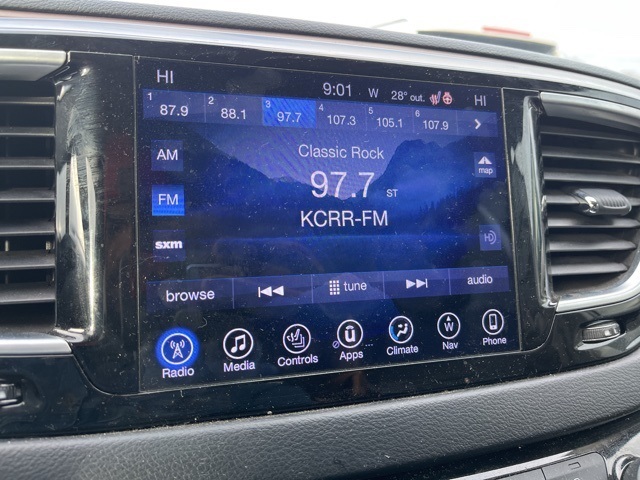 HI 9:01 W 28° out. HI
1 87.9 2 88.1 3 97.7 4 107.3 5 105.1 6 107.9
Classic Rock
AM map
97.7 ST
FM
KCRR-FM
sxm HD
browse tune audio
Radio Media Controls Apps Climate Nav Phone